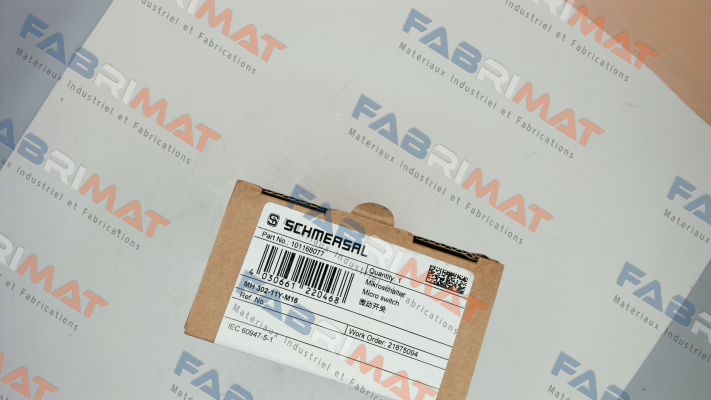 SCHMERSAL
Part No.: 101168077
Quantity: 1
4 030661 220468
Mikroschalter
Micro switch
微动开关
MH 302-11Y-M16
Ref. No
Work Order: 21875094
IEC 60947-5-1
FABRIMAT
Matériaux Industriel et Fabrications